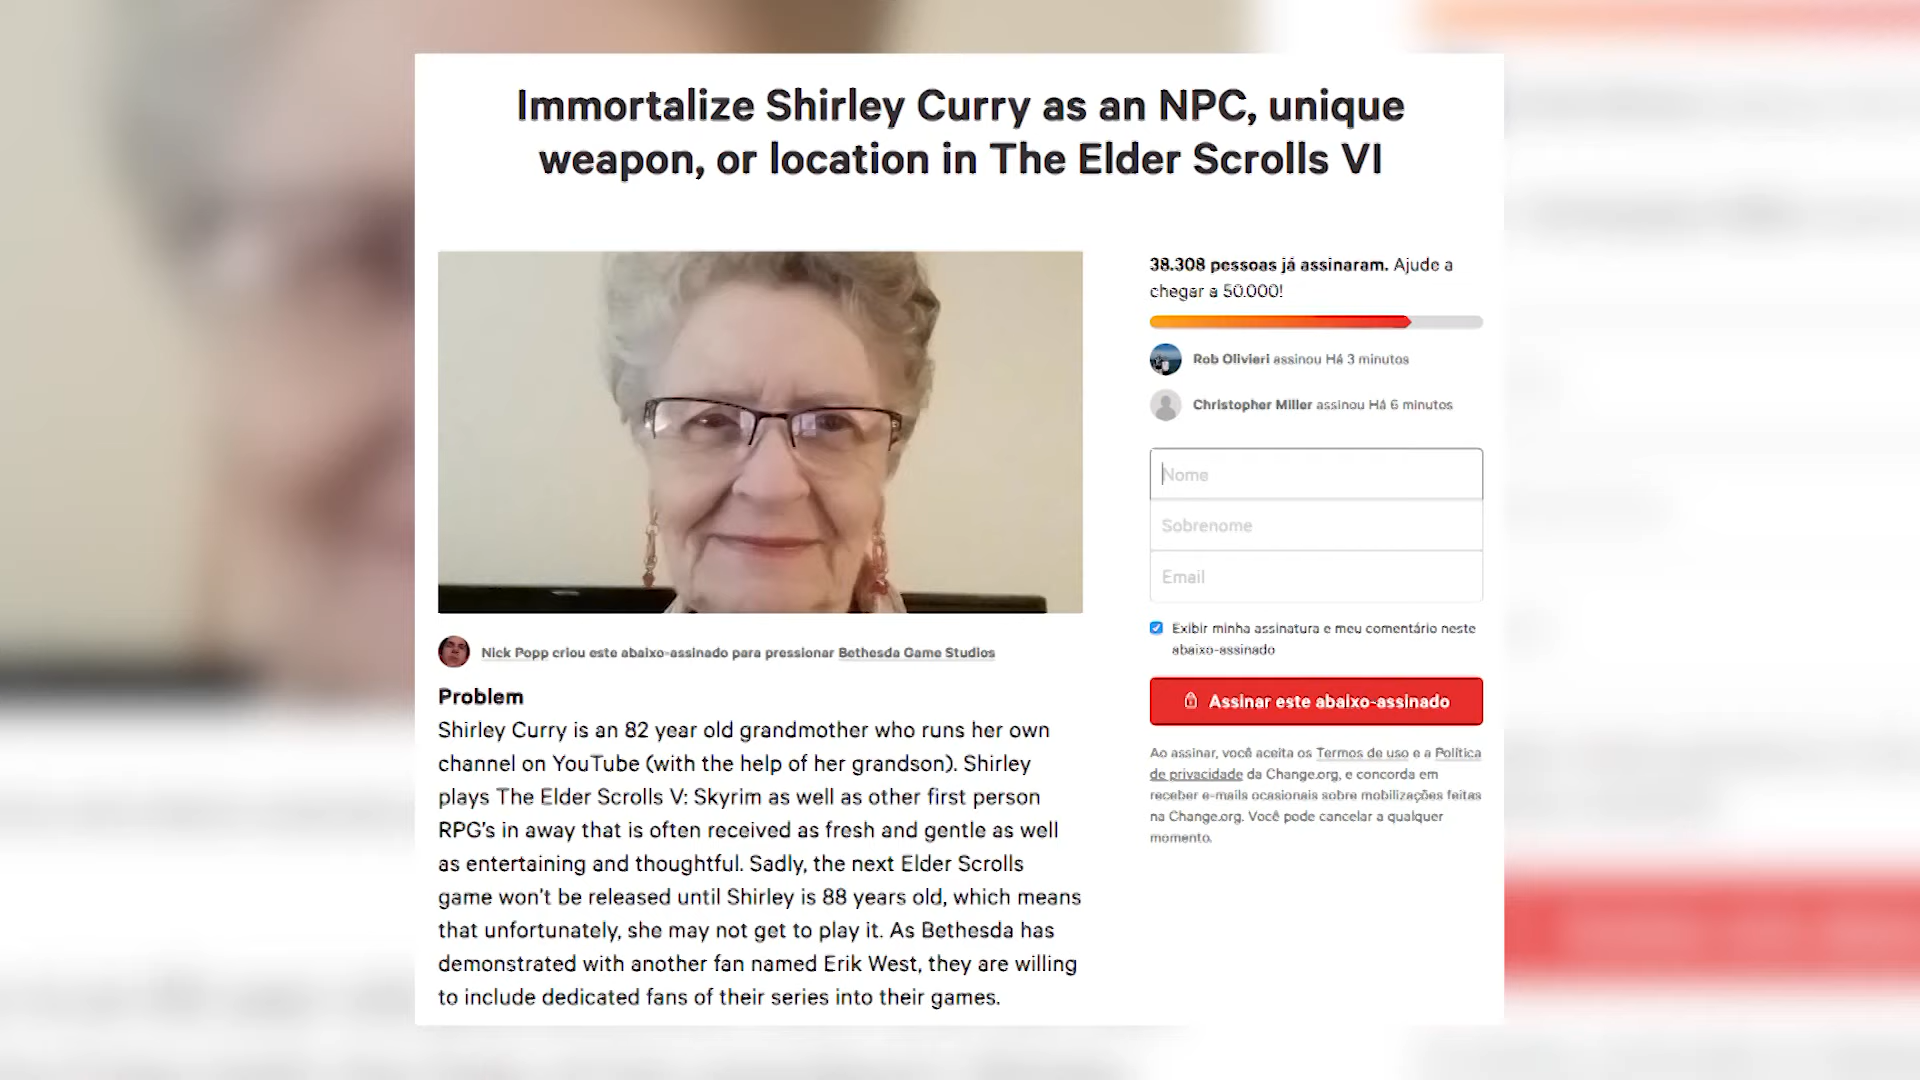 Immortalize Shirley Curry as an NPC, unique
weapon, or location in The Elder Scrolls VI
38.308 pessoas já assinaram. Ajude a
chegar a 50.000!
Rob Olivieri assinou Há 3 minutos
Christopher Miller assinou Há 6 minutos
Nome
Sobrenome
Email
Exibir minha assinatura e meu comentário neste
abaixo-assinado
Assinar este abaixo-assinado
Ao assinar, você aceita os Termos de uso e a Política
de privacidade da Change.org, e concorda em
receber e-mails ocasionais sobre mobilizações feitas
na Change.org. Você pode cancelar a qualquer
momento.
Nick Popp criou este abaixo-assinado para pressionar Bethesda Game Studios
Problem
Shirley Curry is an 82 year old grandmother who runs her own
channel on YouTube (with the help of her grandson). Shirley
plays The Elder Scrolls V: Skyrim as well as other first person
RPG's in away that is often received as fresh and gentle as well
as entertaining and thoughtful. Sadly, the next Elder Scrolls
game won't be released until Shirley is 88 years old, which means
that unfortunately, she may not get to play it. As Bethesda has
demonstrated with another fan named Erik West, they are willing
to include dedicated fans of their series into their games.